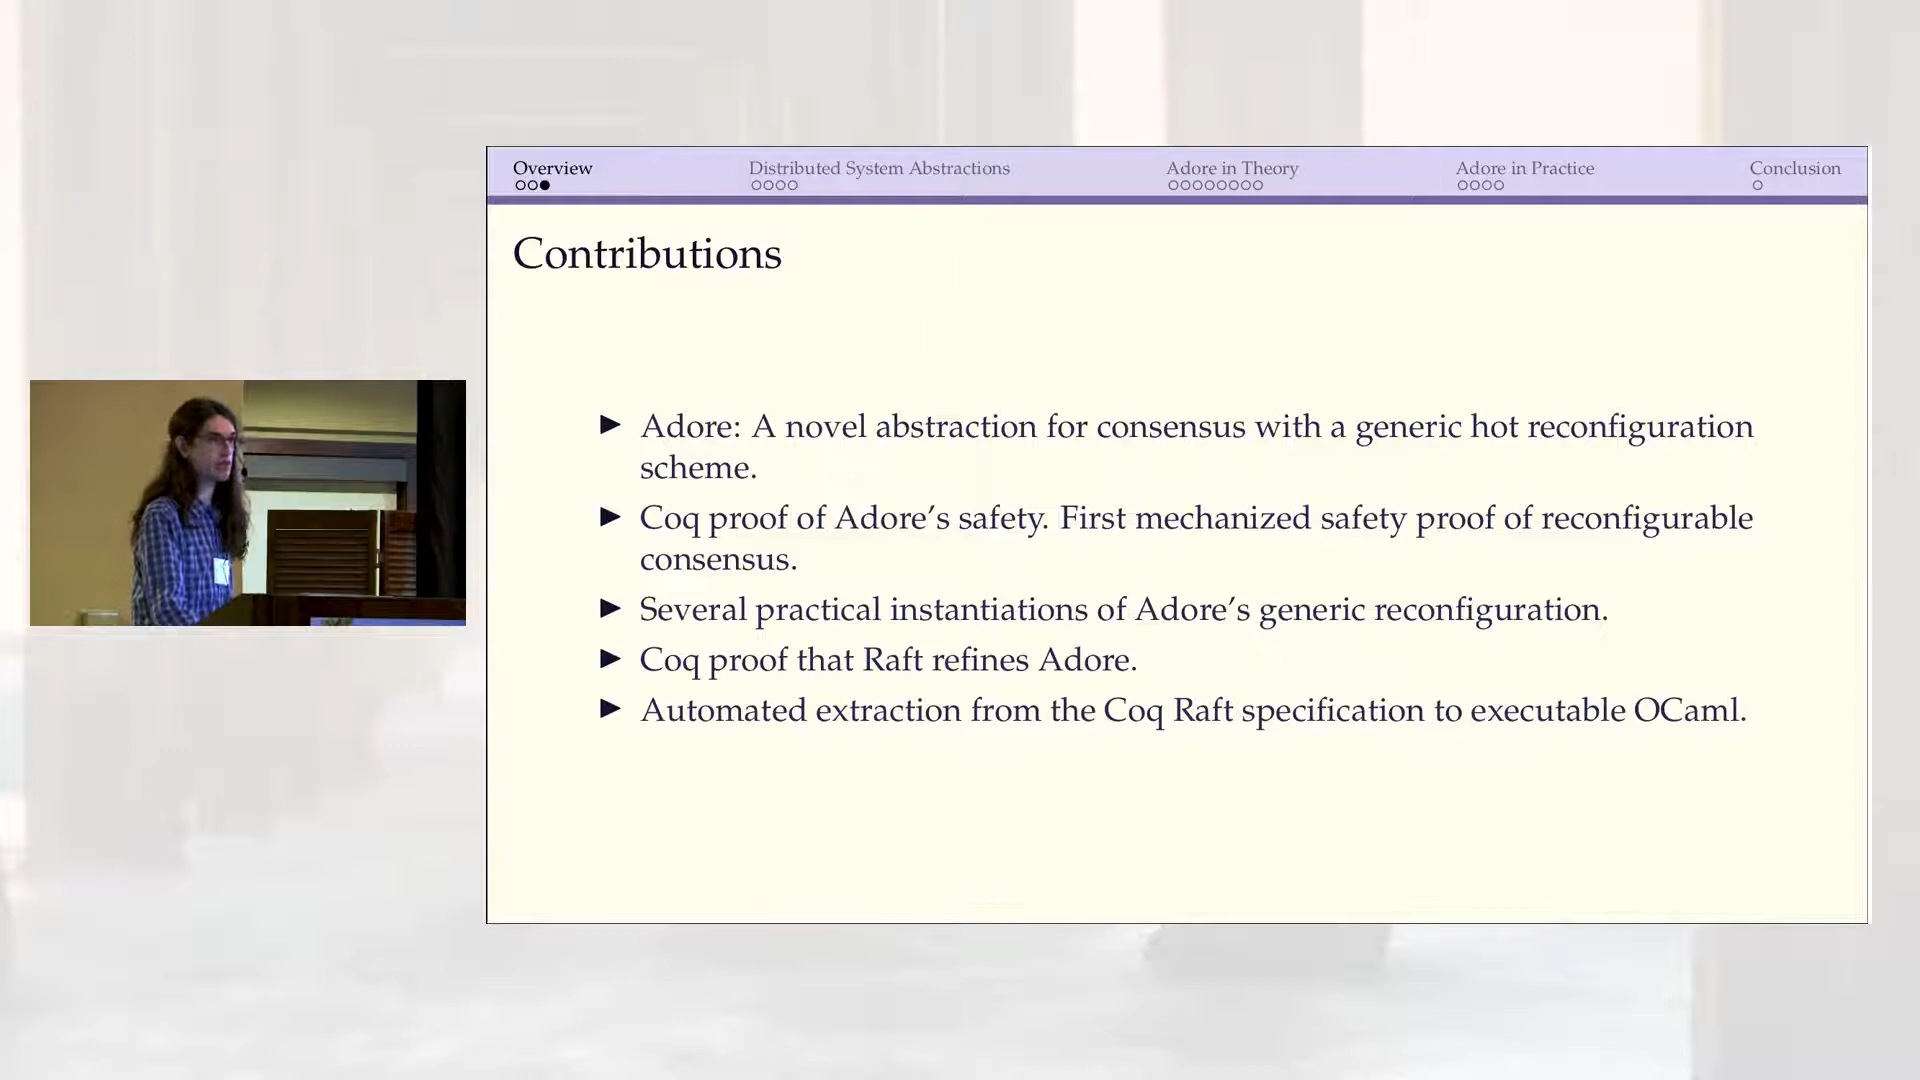 Overview Distributed System Abstractions Adore in Theory Adore in Practice Conclusion
Contributions
► Adore: A novel abstraction for consensus with a generic hot reconfiguration
scheme.
► Coq proof of Adore’s safety. First mechanized safety proof of reconfigurable
consensus.
► Several practical instantiations of Adore’s generic reconfiguration.
► Coq proof that Raft refines Adore.
► Automated extraction from the Coq Raft specification to executable OCaml.